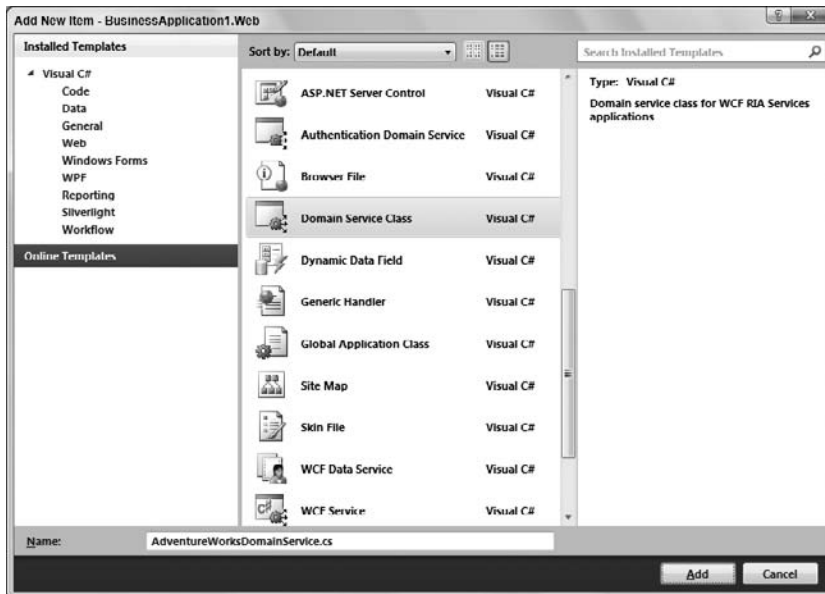 Add New Item - BusinessApplication1.Web
Installed Templates
Visual C#
Code
Data
General
Web
Windows Forms
WPF
Reporting
Silverlight
Workflow
Online Templates
Sort by: Default
ASP.NET Server Control Visual C#
Authentication Domain Service Visual C#
Browser File Visual C#
Domain Service Class Visual C#
Dynamic Data Field Visual C#
Generic Handler Visual C#
Global Application Class Visual C#
Site Map Visual C#
Skin File Visual C#
WCF Data Service Visual C#
WCF Service Visual C#
Search Installed Templates
Type: Visual C#
Domain service class for WCF RIA Services
applications
Name: AdventureWorksDomainService.cs
Add Cancel